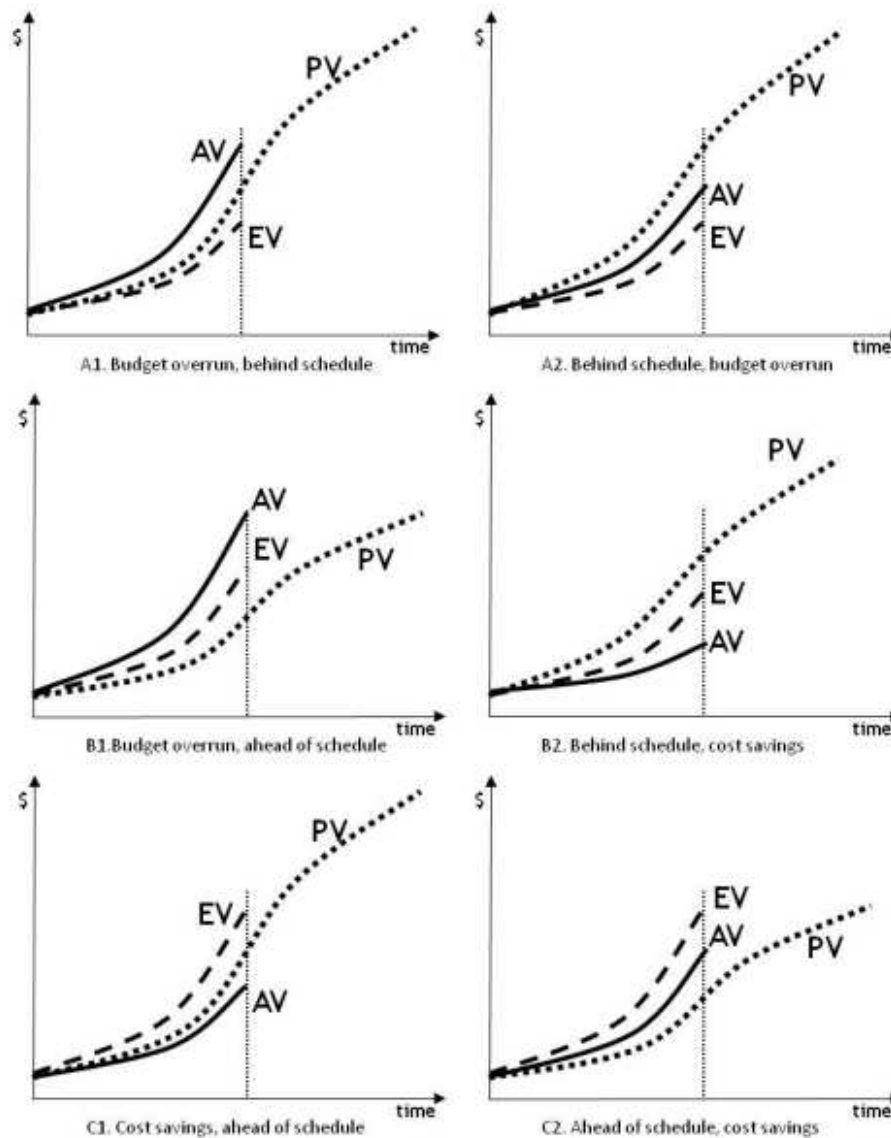 $ PV $ PV
AV AV
EV EV
time time
A1. Budget overrun, behind schedule A2. Behind schedule, budget overrun
$ AV $ PV
EV PV EV
AV
time time
B1.Budget overrun, ahead of schedule B2. Behind schedule, cost savings
$ PV $ EV
EV AV PV
AV
time time
C1. Cost savings, ahead of schedule C2. Ahead of schedule, cost savings